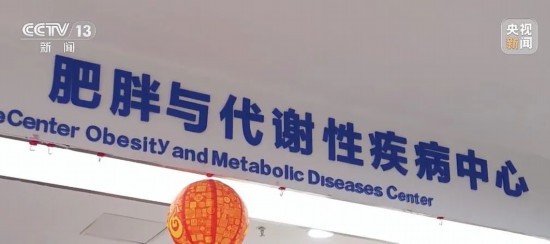 CCTV 13
新闻
央视
新闻
肥胖与代谢性疾病中心
eCenter Obesity and Metabolic Diseases Center